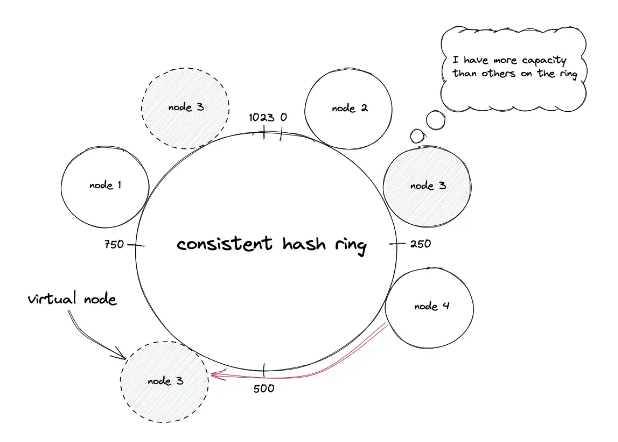 I have more capacity
than others on the ring
node 3
node 2
1023 0
node 1
node 3
750
consistent hash ring
250
virtual node
node 4
node 3
500